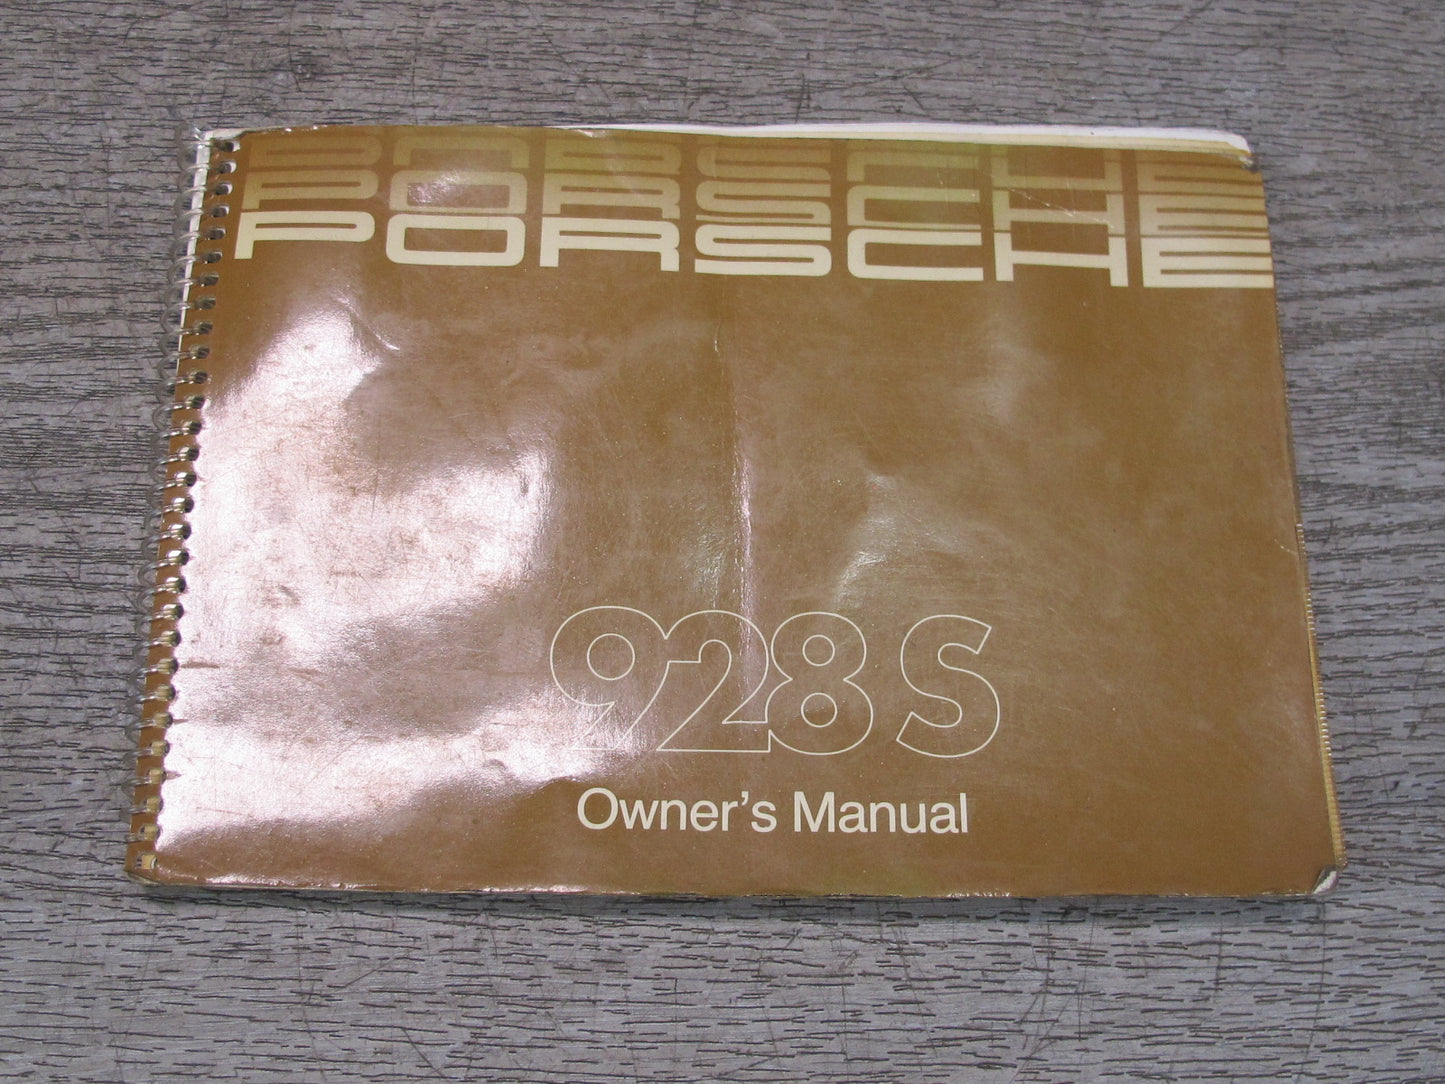 PORSCHE
PORSCHE
PORSCHE
928 S
Owner's Manual